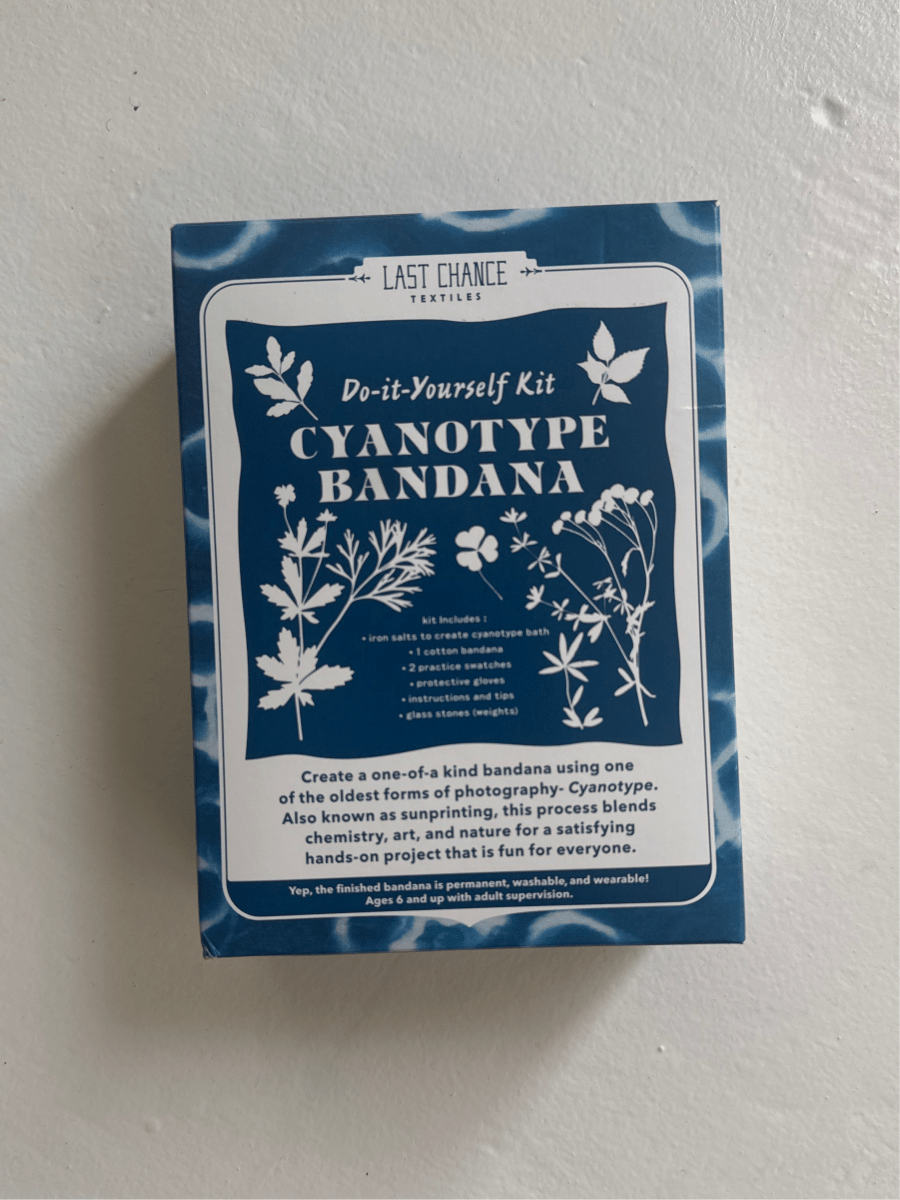 LAST CHANCE
TEXTILES
Do-it-Yourself Kit
CYANOTYPE
BANDANA
kit includes :
• iron salts to create cyanotype bath
• 1 cotton bandana
• 2 practice swatches
• protective gloves
• instructions and tips
• glass stones (weights)
Create a one-of-a kind bandana using one
of the oldest forms of photography- Cyanotype.
Also known as sunprinting, this process blends
chemistry, art, and nature for a satisfying
hands-on project that is fun for everyone.
Yep, the finished bandana is permanent, washable, and wearable!
Ages 6 and up with adult supervision.